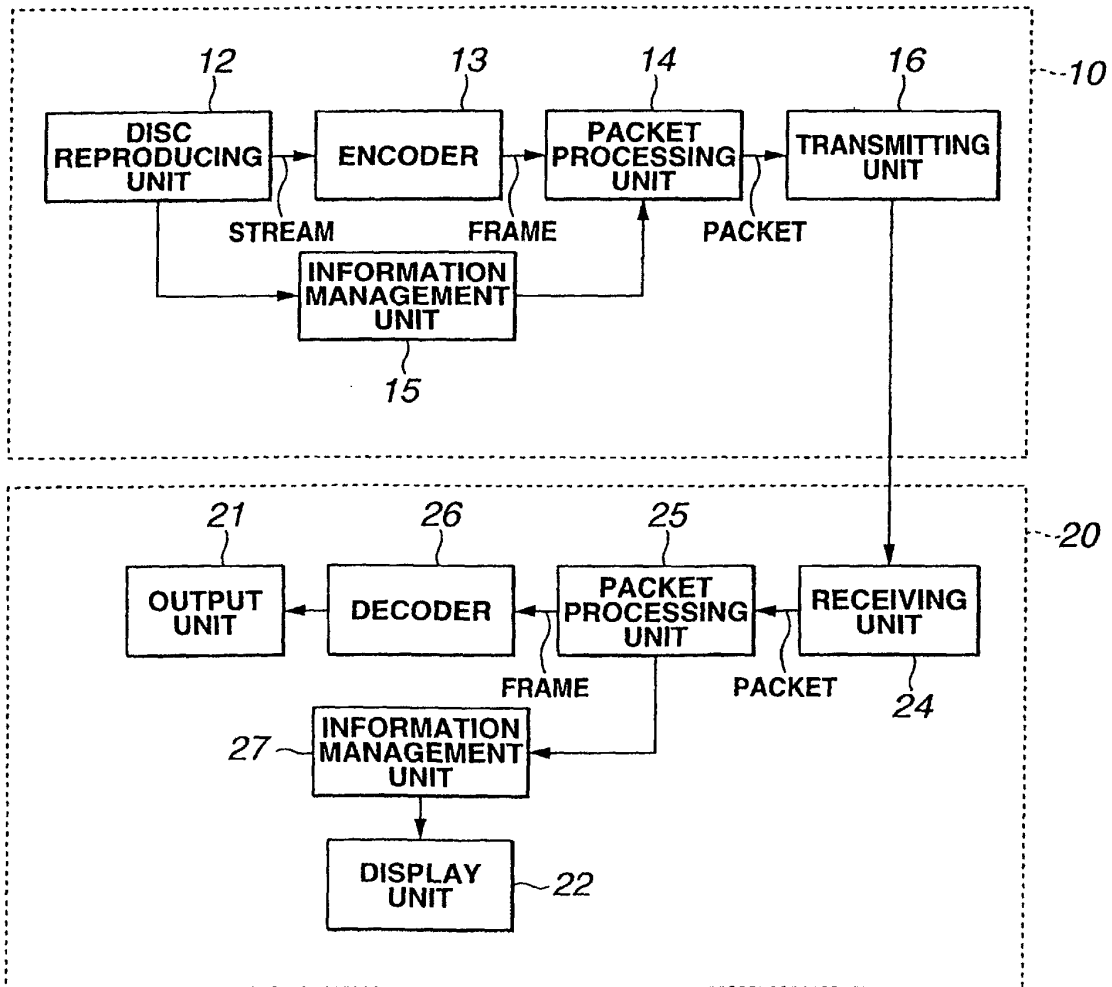 12
13
14
16
10
DISC
REPRODUCING
UNIT
ENCODER
PACKET
PROCESSING
UNIT
TRANSMITTING
UNIT
STREAM
FRAME
PACKET
INFORMATION
MANAGEMENT
UNIT
15
21
26
25
20
OUTPUT
UNIT
DECODER
PACKET
PROCESSING
UNIT
RECEIVING
UNIT
FRAME
PACKET
24
27
INFORMATION
MANAGEMENT
UNIT
DISPLAY
UNIT
22